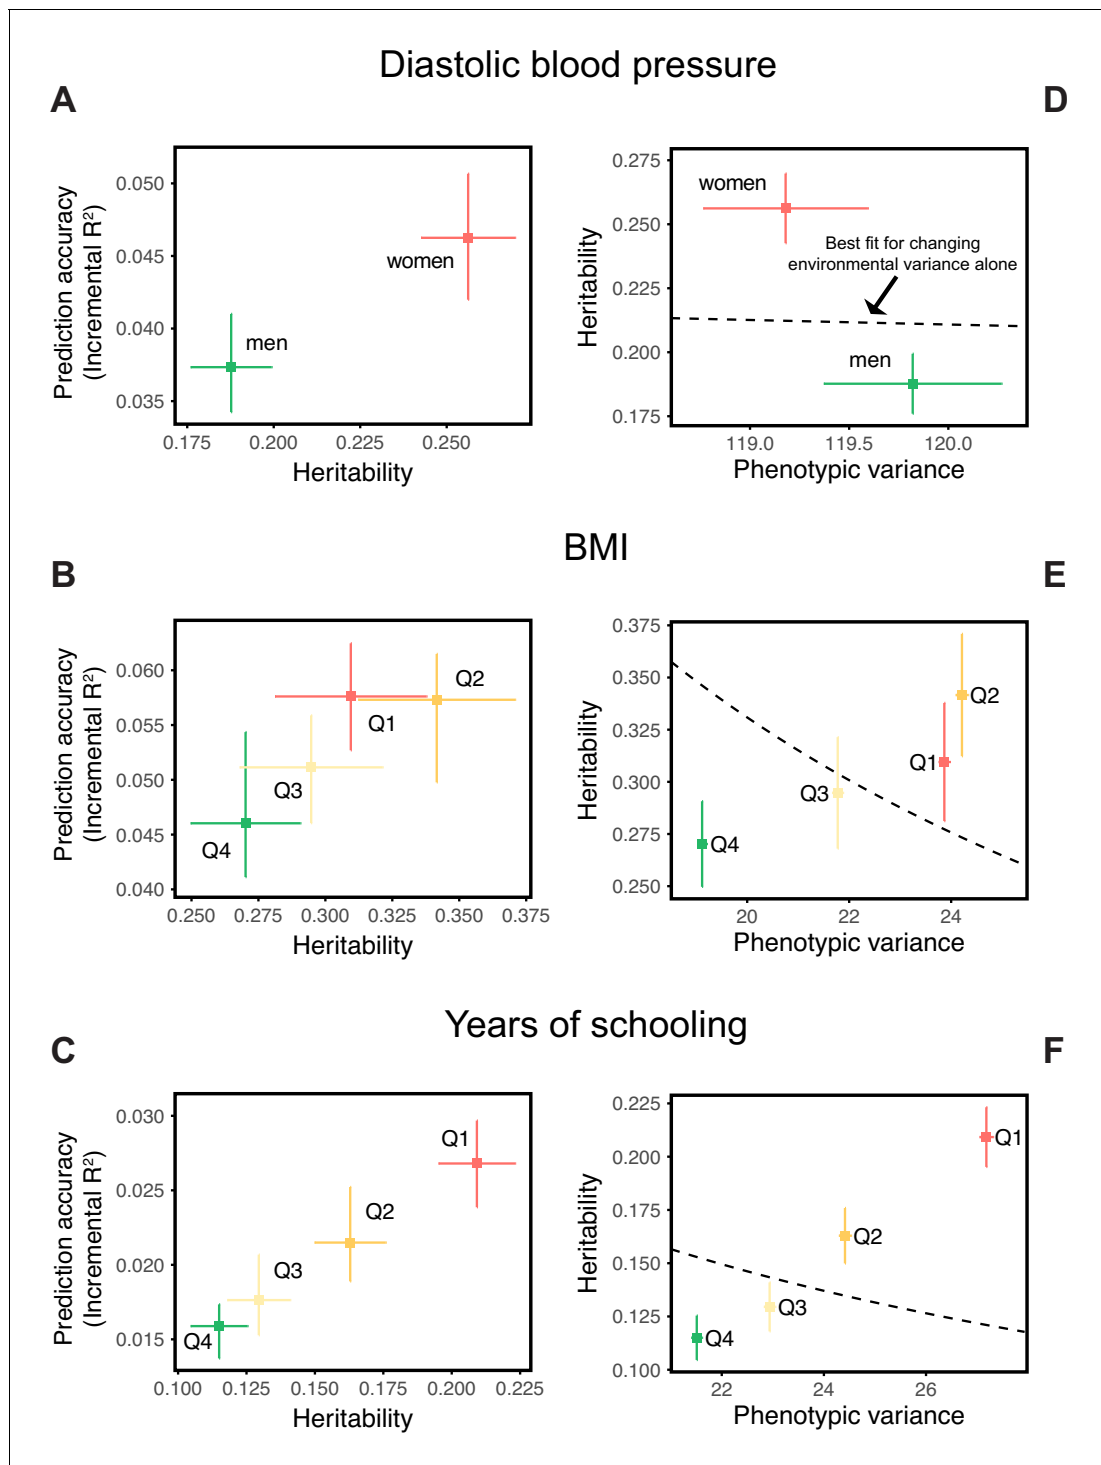 Diastolic blood pressure
A
D
Prediction accuracy
(Incremental R²)
0.050
0.045
0.040
0.035
women
men
0.175
0.200
0.225
0.250
Heritability
Heritability
0.275
0.250
0.225
0.200
0.175
women
Best fit for changing
environmental variance alone
men
119.0
119.5
120.0
Phenotypic variance
BMI
B
E
Prediction accuracy
(Incremental R²)
0.060
0.055
0.050
0.045
0.040
Q1
Q2
Q3
Q4
0.250
0.275
0.300
0.325
0.350
0.375
Heritability
Heritability
0.375
0.350
0.325
0.300
0.275
0.250
Q2
Q1
Q3
Q4
20
22
24
Phenotypic variance
Years of schooling
C
F
Prediction accuracy
(Incremental R²)
0.030
0.025
0.020
0.015
Q1
Q2
Q3
Q4
0.100
0.125
0.150
0.175
0.200
0.225
Heritability
Heritability
0.225
0.200
0.175
0.150
0.125
0.100
Q1
Q2
Q3
Q4
22
24
26
Phenotypic variance